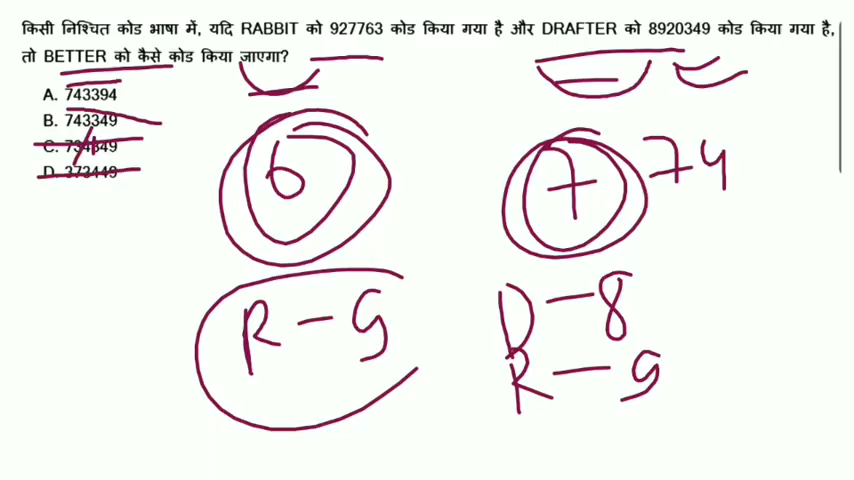 किसी निश्चित कोड भाषा में, यदि RABBIT को 927763 कोड किया गया है और DRAFTER को 8920349 कोड किया गया है,
तो BETTER को कैसे कोड किया जाएगा?
A. 743394
B. 743349
C. 734349
D. 373449
6
7
74
R - 9
D - 8
R - 9